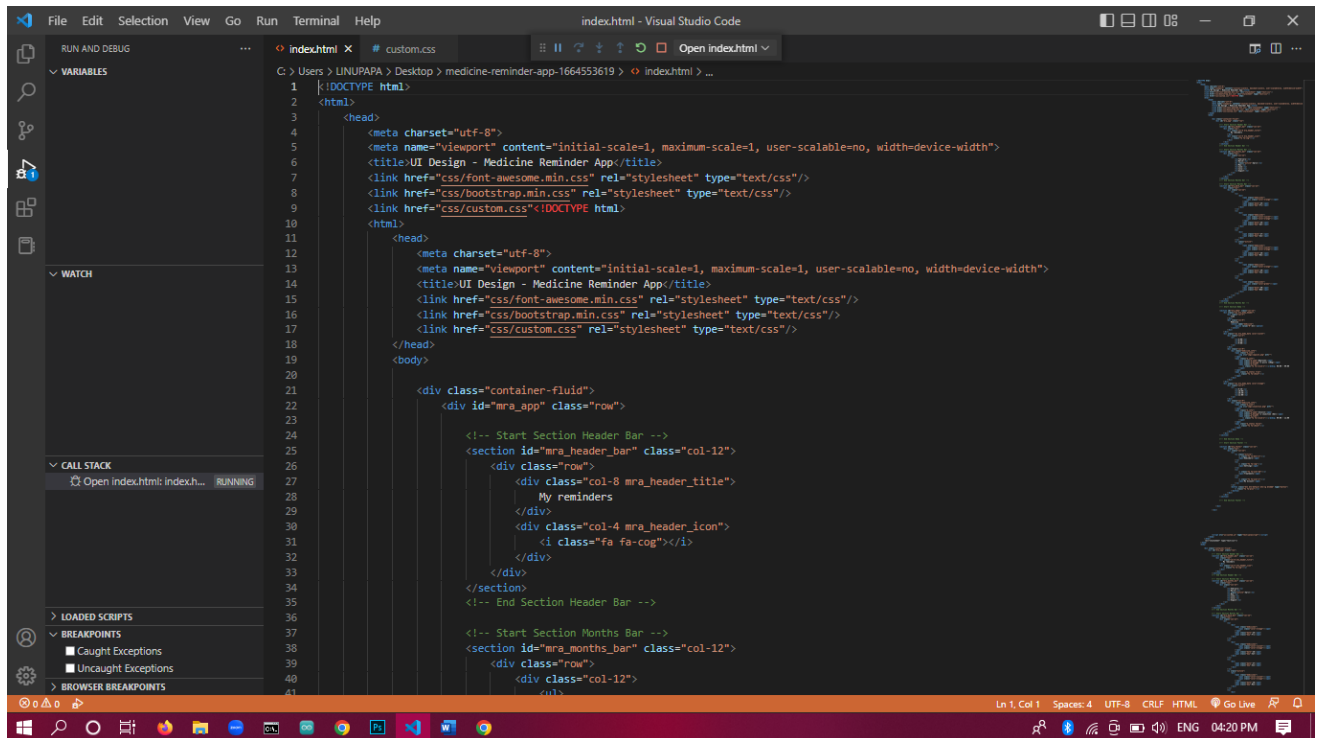 File Edit Selection View Go Run Terminal Help
index.html - Visual Studio Code
RUN AND DEBUG ...
index.html
custom.css
Open index.html
VARIABLES
C: > Users > LINUPAPA > Desktop > medicine-reminder-app-1664553619 > index.html > ...
1 <!DOCTYPE html>
2 <html>
3 <head>
4 <meta charset="utf-8">
5 <meta name="viewport" content="initial-scale=1, maximum-scale=1, user-scalable=no, width=device-width">
6 <title>UI Design - Medicine Reminder App</title>
7 <link href="css/font-awesome.min.css" rel="stylesheet" type="text/css"/>
8 <link href="css/bootstrap.min.css" rel="stylesheet" type="text/css"/>
9 <link href="css/custom.css"<!DOCTYPE html>
10 <html>
11 <head>
12 <meta charset="utf-8">
13 <meta name="viewport" content="initial-scale=1, maximum-scale=1, user-scalable=no, width=device-width">
14 <title>UI Design - Medicine Reminder App</title>
15 <link href="css/font-awesome.min.css" rel="stylesheet" type="text/css"/>
16 <link href="css/bootstrap.min.css" rel="stylesheet" type="text/css"/>
17 <link href="css/custom.css" rel="stylesheet" type="text/css"/>
18 </head>
19 <body>
20
21 <div class="container-fluid">
22 <div id="mra_app" class="row">
23
24 <!-- Start Section Header Bar -->
25 <section id="mra_header_bar" class="col-12">
26 <div class="row">
27 <div class="col-8 mra_header_title">
28 My reminders
29 </div>
30 <div class="col-4 mra_header_icon">
31 <i class="fa fa-cog"></i>
32 </div>
33 </div>
34 </section>
35 <!-- End Section Header Bar -->
36
37 <!-- Start Section Months Bar -->
38 <section id="mra_months_bar" class="col-12">
39 <div class="row">
40 <div class="col-12">
41 <ul>
WATCH
CALL STACK
Open index.html: index.h... RUNNING
LOADED SCRIPTS
BREAKPOINTS
Caught Exceptions
Uncaught Exceptions
BROWSER BREAKPOINTS
1
0 0
Ln 1, Col 1 Spaces: 4 UTF-8 CRLF HTML Go Live
Ps
ENG 04:20 PM